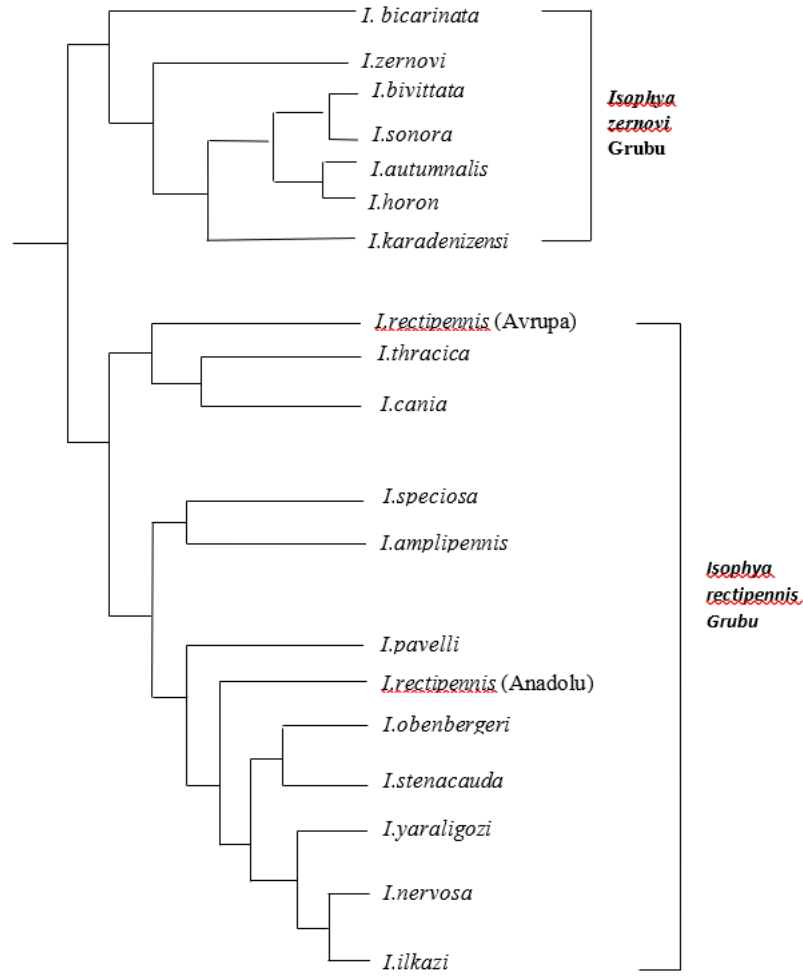 I. bicarinata
I.zernovi
I.bivittata
I.sonora
I.autumnalis
I.horon
I.karadenizensi
Isophya
zernovi
Grubu
I.rectipennis (Avrupa)
I.thracica
I.cania
I.speciosa
I.amplipennis
I.pavelli
I.rectipennis (Anadolu)
I.obenbergeri
I.stenacauda
I.yaraligozi
I.nervosa
I.ilkazi
Isophya
rectipennis
Grubu